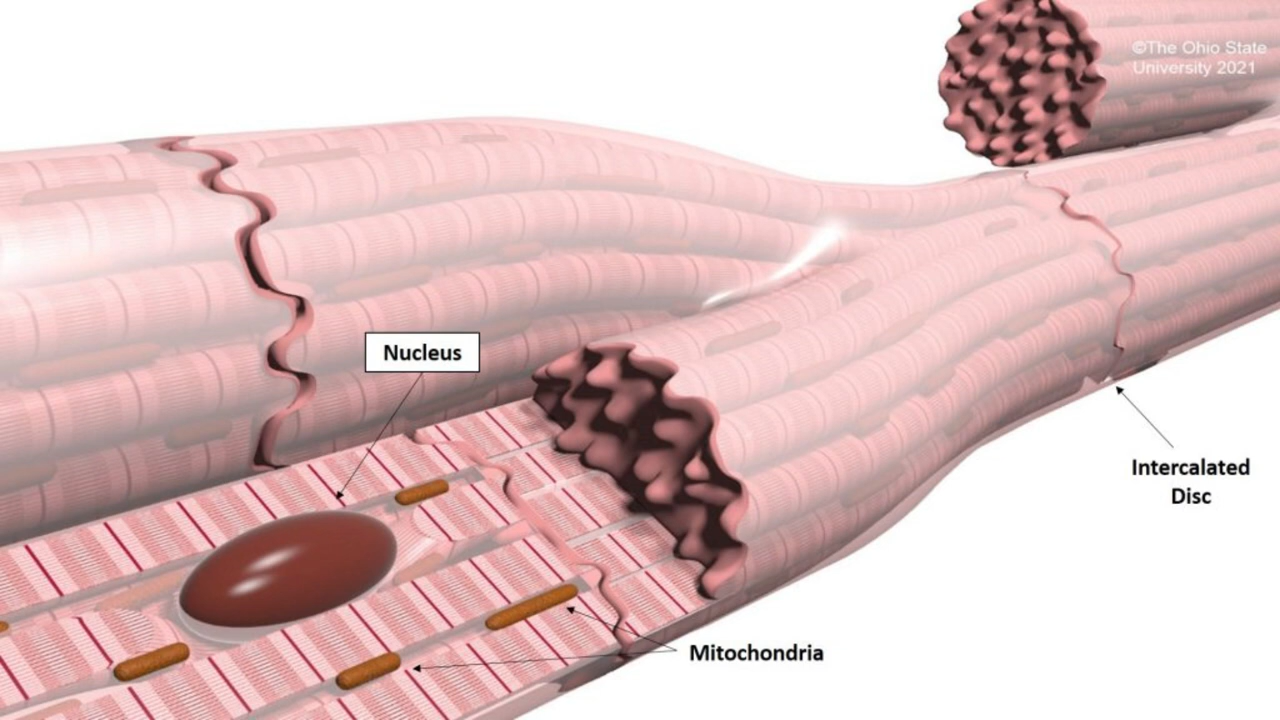 ©The Ohio State
University 2021
Nucleus
Intercalated
Disc
Mitochondria